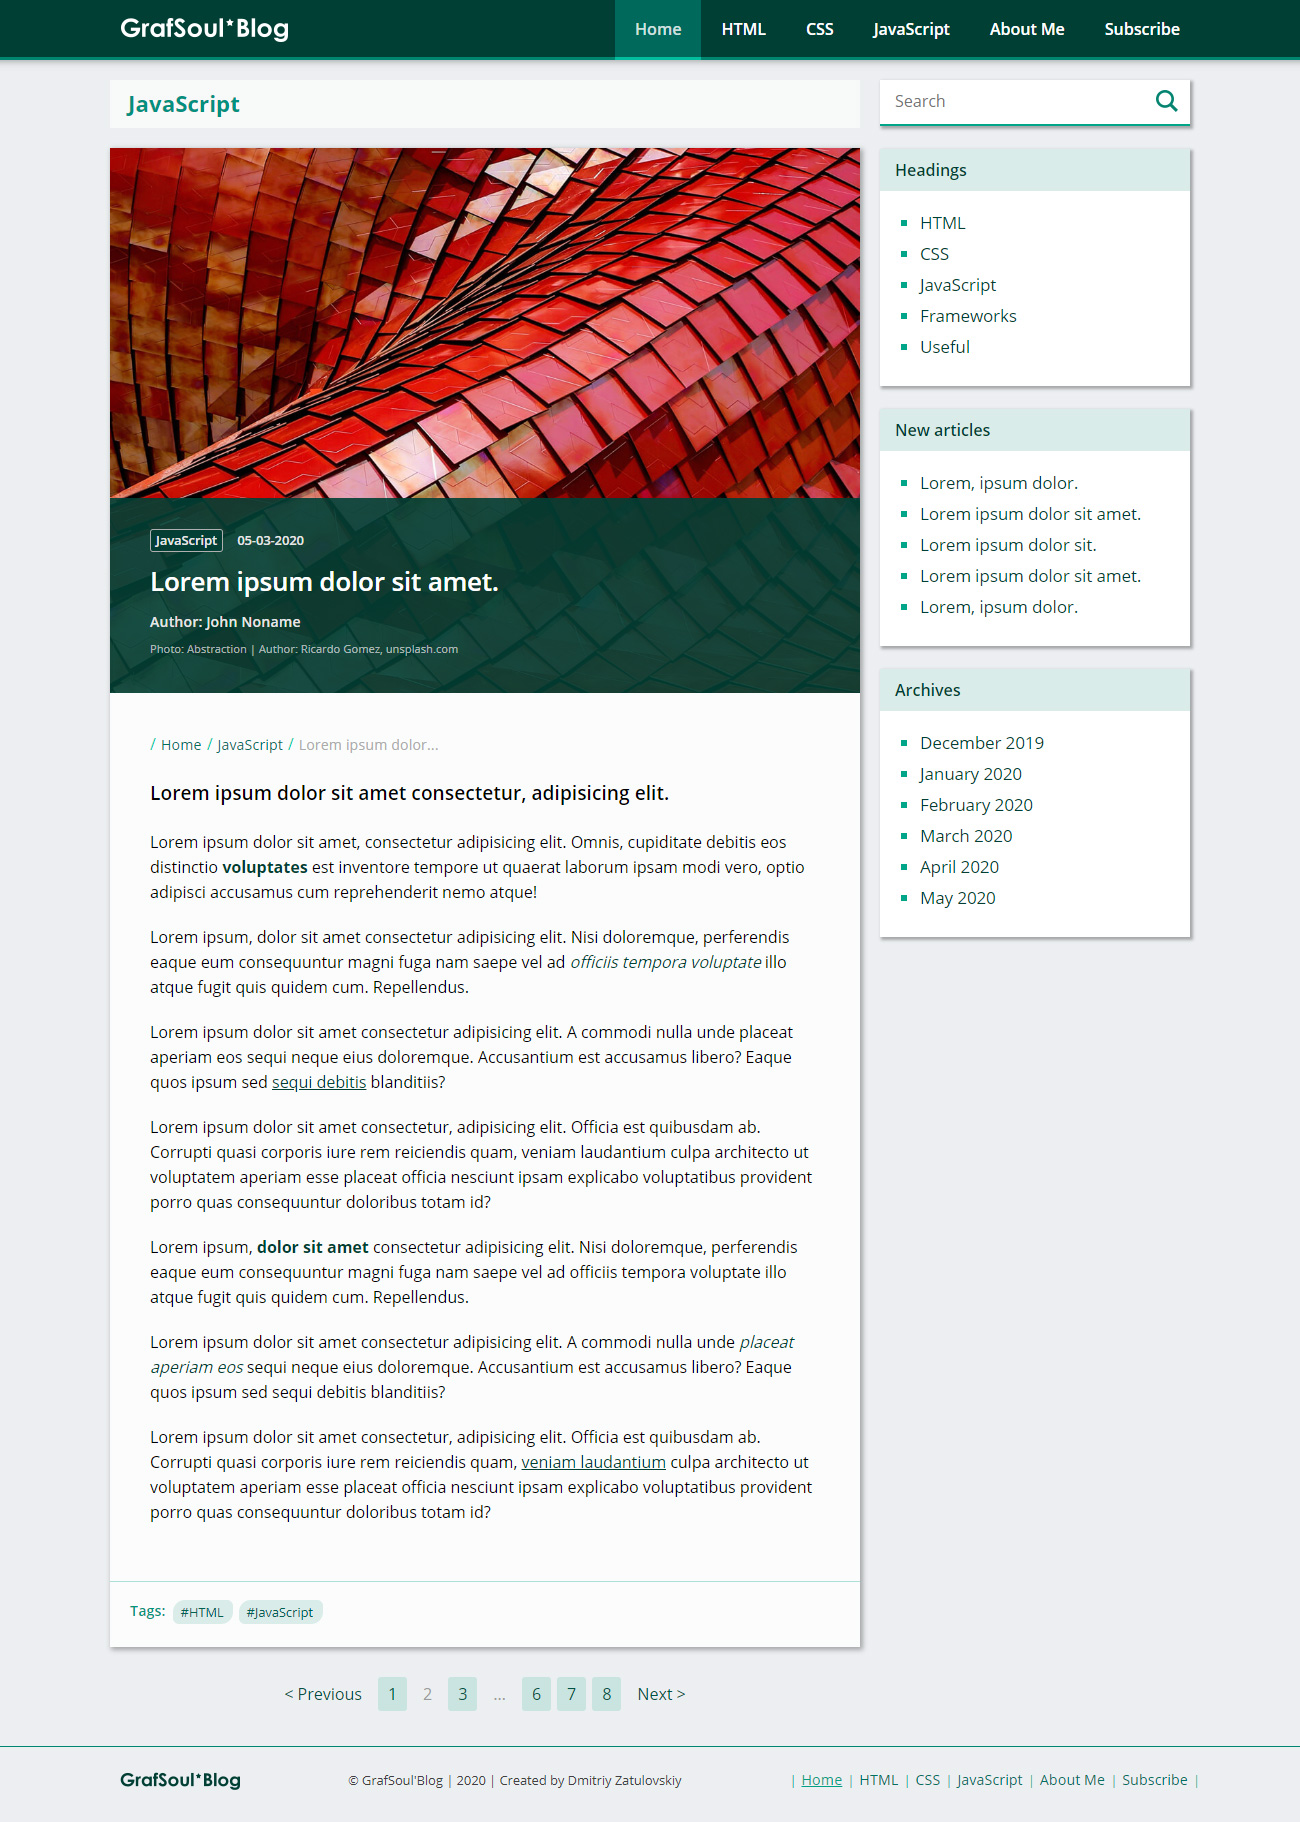 GrafSoul*Blog
Home HTML CSS JavaScript About Me Subscribe
JavaScript
Search
Headings
HTML
CSS
JavaScript
Frameworks
Useful
New articles
Lorem, ipsum dolor.
Lorem ipsum dolor sit amet.
Lorem ipsum dolor sit.
Lorem ipsum dolor sit amet.
Lorem, ipsum dolor.
Archives
December 2019
January 2020
February 2020
March 2020
April 2020
May 2020
JavaScript 05-03-2020
Lorem ipsum dolor sit amet.
Author: John Noname
Photo: Abstraction | Author: Ricardo Gomez, unsplash.com
/ Home / JavaScript / Lorem ipsum dolor...
Lorem ipsum dolor sit amet consectetur, adipisicing elit.
Lorem ipsum dolor sit amet, consectetur adipisicing elit. Omnis, cupiditate debitis eos
distinctio voluptates est inventore tempore ut quaerat laborum ipsam modi vero, optio
adipisci accusamus cum reprehenderit nemo atque!
Lorem ipsum, dolor sit amet consectetur adipisicing elit. Nisi doloremque, perferendis
eaque eum consequuntur magni fuga nam saepe vel ad officiis tempora voluptate illo
atque fugit quis quidem cum. Repellendus.
Lorem ipsum dolor sit amet consectetur adipisicing elit. A commodi nulla unde placeat
aperiam eos sequi neque eius doloremque. Accusantium est accusamus libero? Eaque
quos ipsum sed sequi debitis blanditiis?
Lorem ipsum dolor sit amet consectetur, adipisicing elit. Officia est quibusdam ab.
Corrupti quasi corporis iure rem reiciendis quam, veniam laudantium culpa architecto ut
voluptatem aperiam esse placeat officia nesciunt ipsam explicabo voluptatibus provident
porro quas consequuntur doloribus totam id?
Lorem ipsum, dolor sit amet consectetur adipisicing elit. Nisi doloremque, perferendis
eaque eum consequuntur magni fuga nam saepe vel ad officiis tempora voluptate illo
atque fugit quis quidem cum. Repellendus.
Lorem ipsum dolor sit amet consectetur adipisicing elit. A commodi nulla unde placeat
aperiam eos sequi neque eius doloremque. Accusantium est accusamus libero? Eaque
quos ipsum sed sequi debitis blanditiis?
Lorem ipsum dolor sit amet consectetur, adipisicing elit. Officia est quibusdam ab.
Corrupti quasi corporis iure rem reiciendis quam, veniam laudantium culpa architecto ut
voluptatem aperiam esse placeat officia nesciunt ipsam explicabo voluptatibus provident
porro quas consequuntur doloribus totam id?
Tags: #HTML #JavaScript
< Previous 1 2 3 ... 6 7 8 Next >
GrafSoul*Blog
© GrafSoul'Blog | 2020 | Created by Dmitriy Zatulovskiy
| Home | HTML | CSS | JavaScript | About Me | Subscribe |